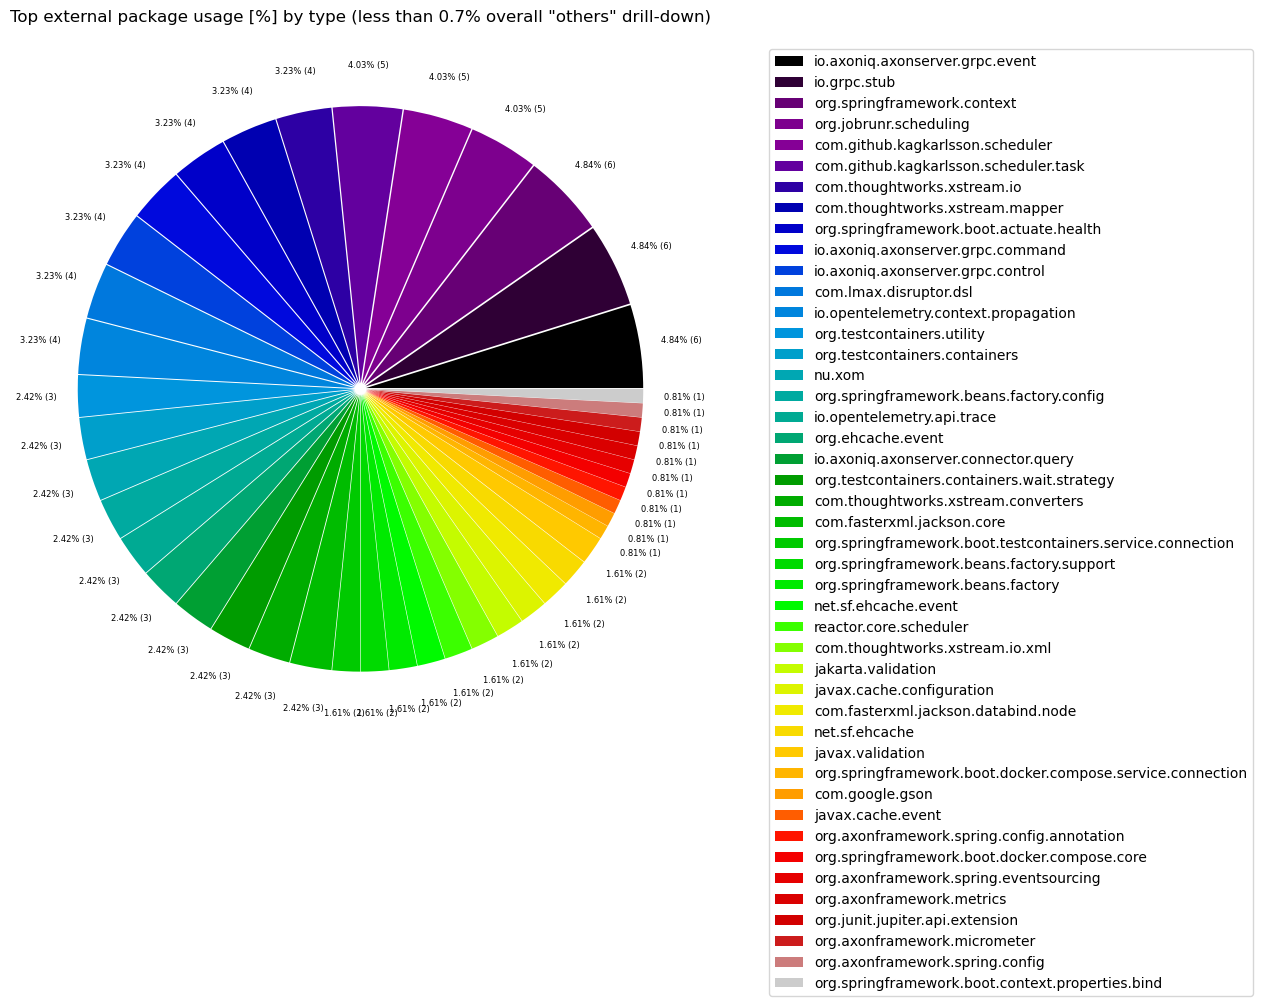 Top external package usage [%] by type (less than 0.7% overall "others" drill-down)
4.84% (6)
4.84% (6)
4.84% (6)
4.03% (5)
4.03% (5)
4.03% (5)
3.23% (4)
3.23% (4)
3.23% (4)
3.23% (4)
3.23% (4)
3.23% (4)
3.23% (4)
2.42% (3)
2.42% (3)
2.42% (3)
2.42% (3)
2.42% (3)
2.42% (3)
2.42% (3)
2.42% (3)
2.42% (3)
2.42% (3)
1.61% (2)
1.61% (2)
1.61% (2)
1.61% (2)
1.61% (2)
1.61% (2)
1.61% (2)
1.61% (2)
1.61% (2)
1.61% (2)
1.61% (2)
0.81% (1)
0.81% (1)
0.81% (1)
0.81% (1)
0.81% (1)
0.81% (1)
0.81% (1)
0.81% (1)
0.81% (1)
0.81% (1)
0.81% (1)
io.axoniq.axonserver.grpc.event
io.grpc.stub
org.springframework.context
org.jobrunr.scheduling
com.github.kagkarlsson.scheduler
com.github.kagkarlsson.scheduler.task
com.thoughtworks.xstream.io
com.thoughtworks.xstream.mapper
org.springframework.boot.actuate.health
io.axoniq.axonserver.grpc.command
io.axoniq.axonserver.grpc.control
com.lmax.disruptor.dsl
io.opentelemetry.context.propagation
org.testcontainers.utility
org.testcontainers.containers
nu.xom
org.springframework.beans.factory.config
io.opentelemetry.api.trace
org.ehcache.event
io.axoniq.axonserver.connector.query
org.testcontainers.containers.wait.strategy
com.thoughtworks.xstream.converters
com.fasterxml.jackson.core
org.springframework.boot.testcontainers.service.connection
org.springframework.beans.factory.support
org.springframework.beans.factory
net.sf.ehcache.event
reactor.core.scheduler
com.thoughtworks.xstream.io.xml
jakarta.validation
javax.cache.configuration
com.fasterxml.jackson.databind.node
net.sf.ehcache
javax.validation
org.springframework.boot.docker.compose.service.connection
com.google.gson
javax.cache.event
org.axonframework.spring.config.annotation
org.springframework.boot.docker.compose.core
org.axonframework.spring.eventsourcing
org.axonframework.metrics
org.junit.jupiter.api.extension
org.axonframework.micrometer
org.axonframework.spring.config
org.springframework.boot.context.properties.bind